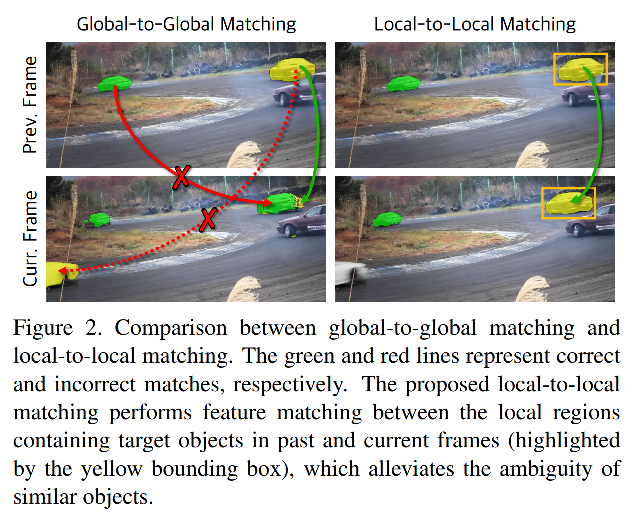 Global-to-Global Matching
Local-to-Local Matching
Prev. Frame
Curr. Frame
Figure 2. Comparison between global-to-global matching and
local-to-local matching. The green and red lines represent correct
and incorrect matches, respectively. The proposed local-to-local
matching performs feature matching between the local regions
containing target objects in past and current frames (highlighted
by the yellow bounding box), which alleviates the ambiguity of
similar objects.